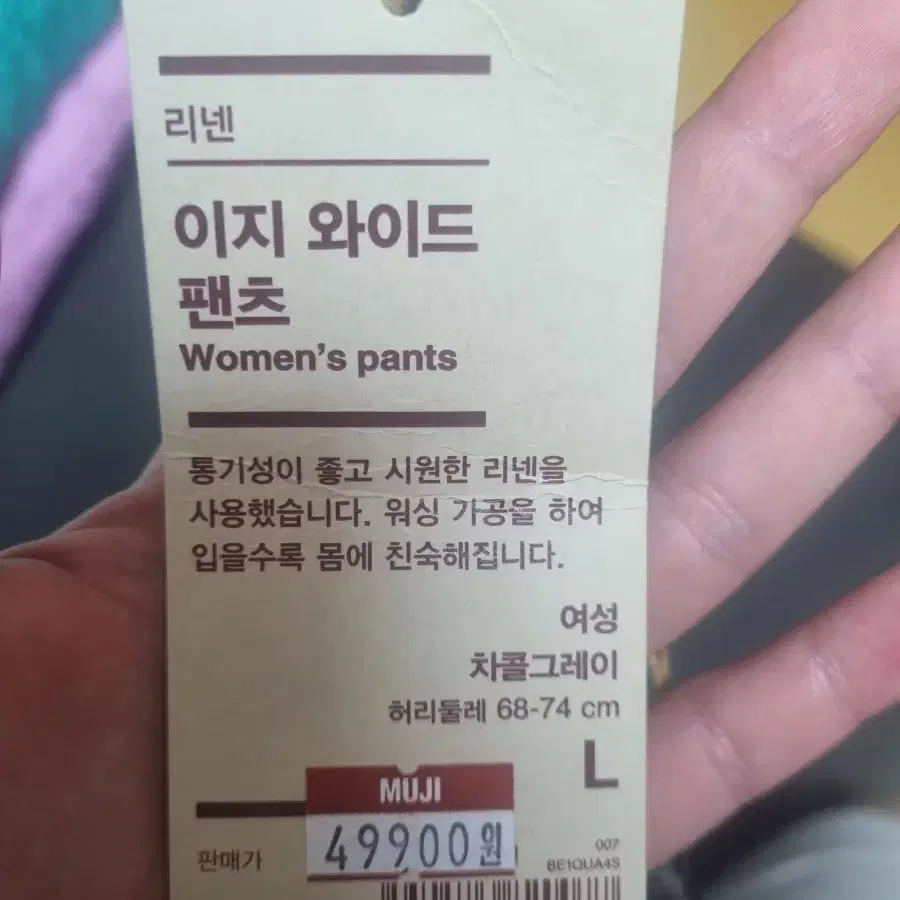 리넨
이지 와이드
팬츠
Women's pants
통기성이 좋고 시원한 리넨을
사용했습니다. 워싱 가공을 하여
입을수록 몸에 친숙해집니다.
여성
차콜그레이
허리둘레 68-74 cm
L
MUJI
판매가 49900원
007
BE1OUA4S